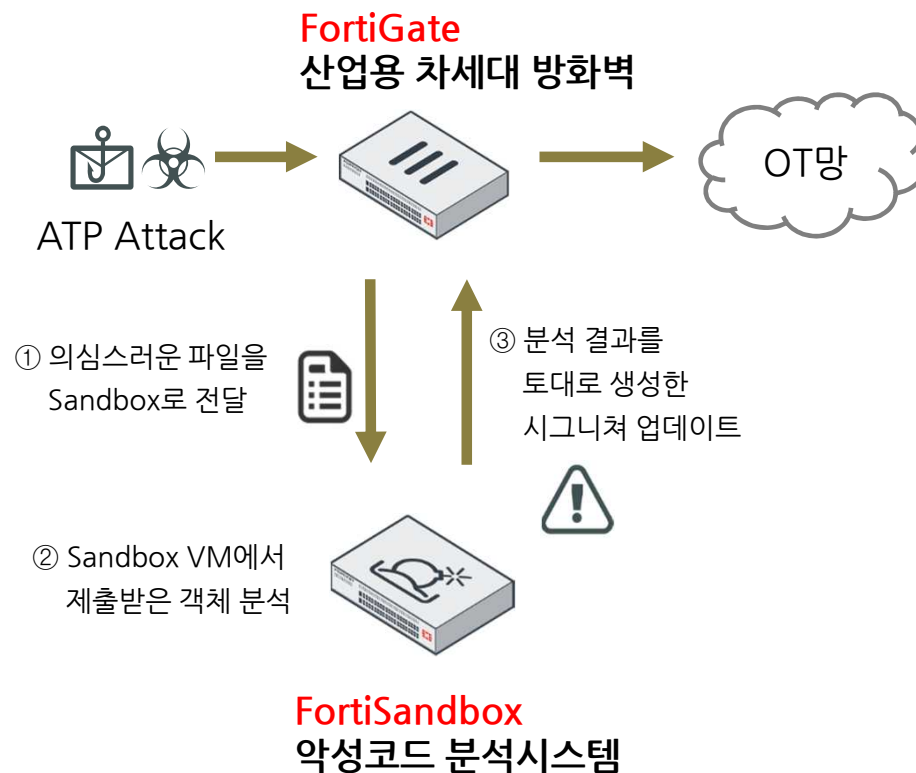 FortiGate
산업용 차세대 방화벽
OT망
ATP Attack
① 의심스러운 파일을
Sandbox로 전달
③ 분석 결과를
토대로 생성한
시그니쳐 업데이트
② Sandbox VM에서
제출받은 객체 분석
FortiSandbox
악성코드 분석시스템